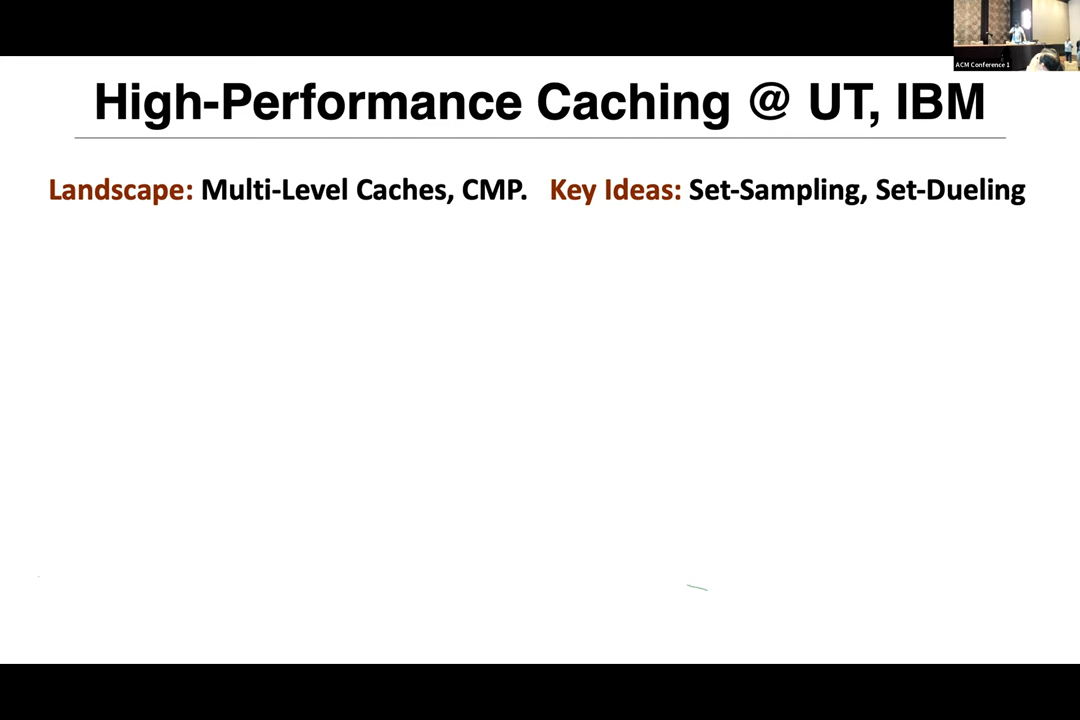 ACM Conference 1
High-Performance Caching @ UT, IBM
Landscape: Multi-Level Caches, CMP. Key Ideas: Set-Sampling, Set-Dueling